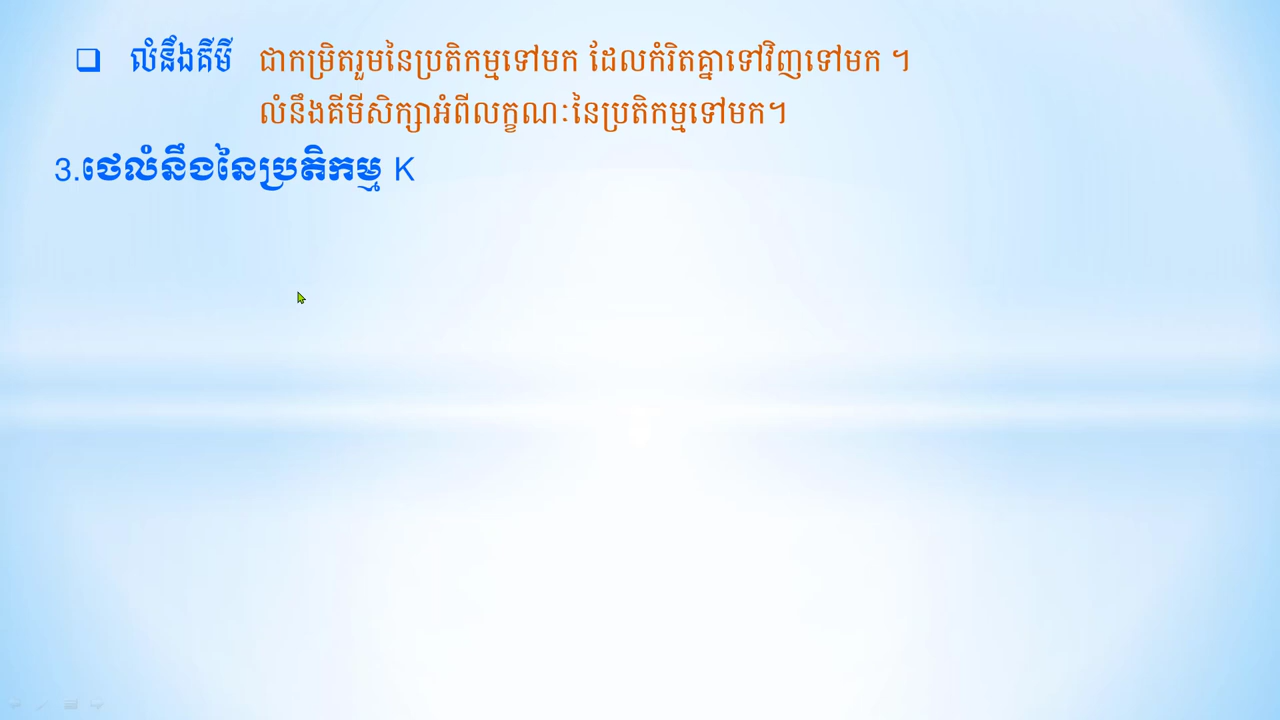 ❑ លំនឹងគីមី ជាកម្រិតរួមនៃប្រតិកម្មទៅមក ដែលកំរិតគ្នាទៅវិញទៅមក ។
លំនឹងគីមីសិក្សាអំពីលក្ខណៈនៃប្រតិកម្មទៅមក។
3.ថេលំនឹងនៃប្រតិកម្ម K